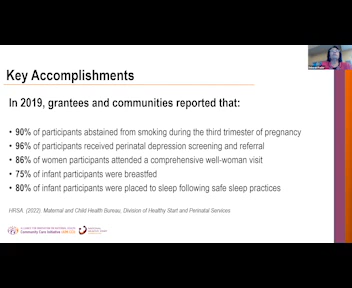 Key Accomplishments
In 2019, grantees and communities reported that:
• 90% of participants abstained from smoking during the third trimester of pregnancy
• 96% of participants received perinatal depression screening and referral
• 86% of women participants attended a comprehensive well-woman visit
• 75% of infant participants were breastfed
• 80% of infant participants were placed to sleep following safe sleep practices
HRSA. (2022). Maternal and Child Health Bureau, Division of Healthy Start and Perinatal Services
Community Care Initiative